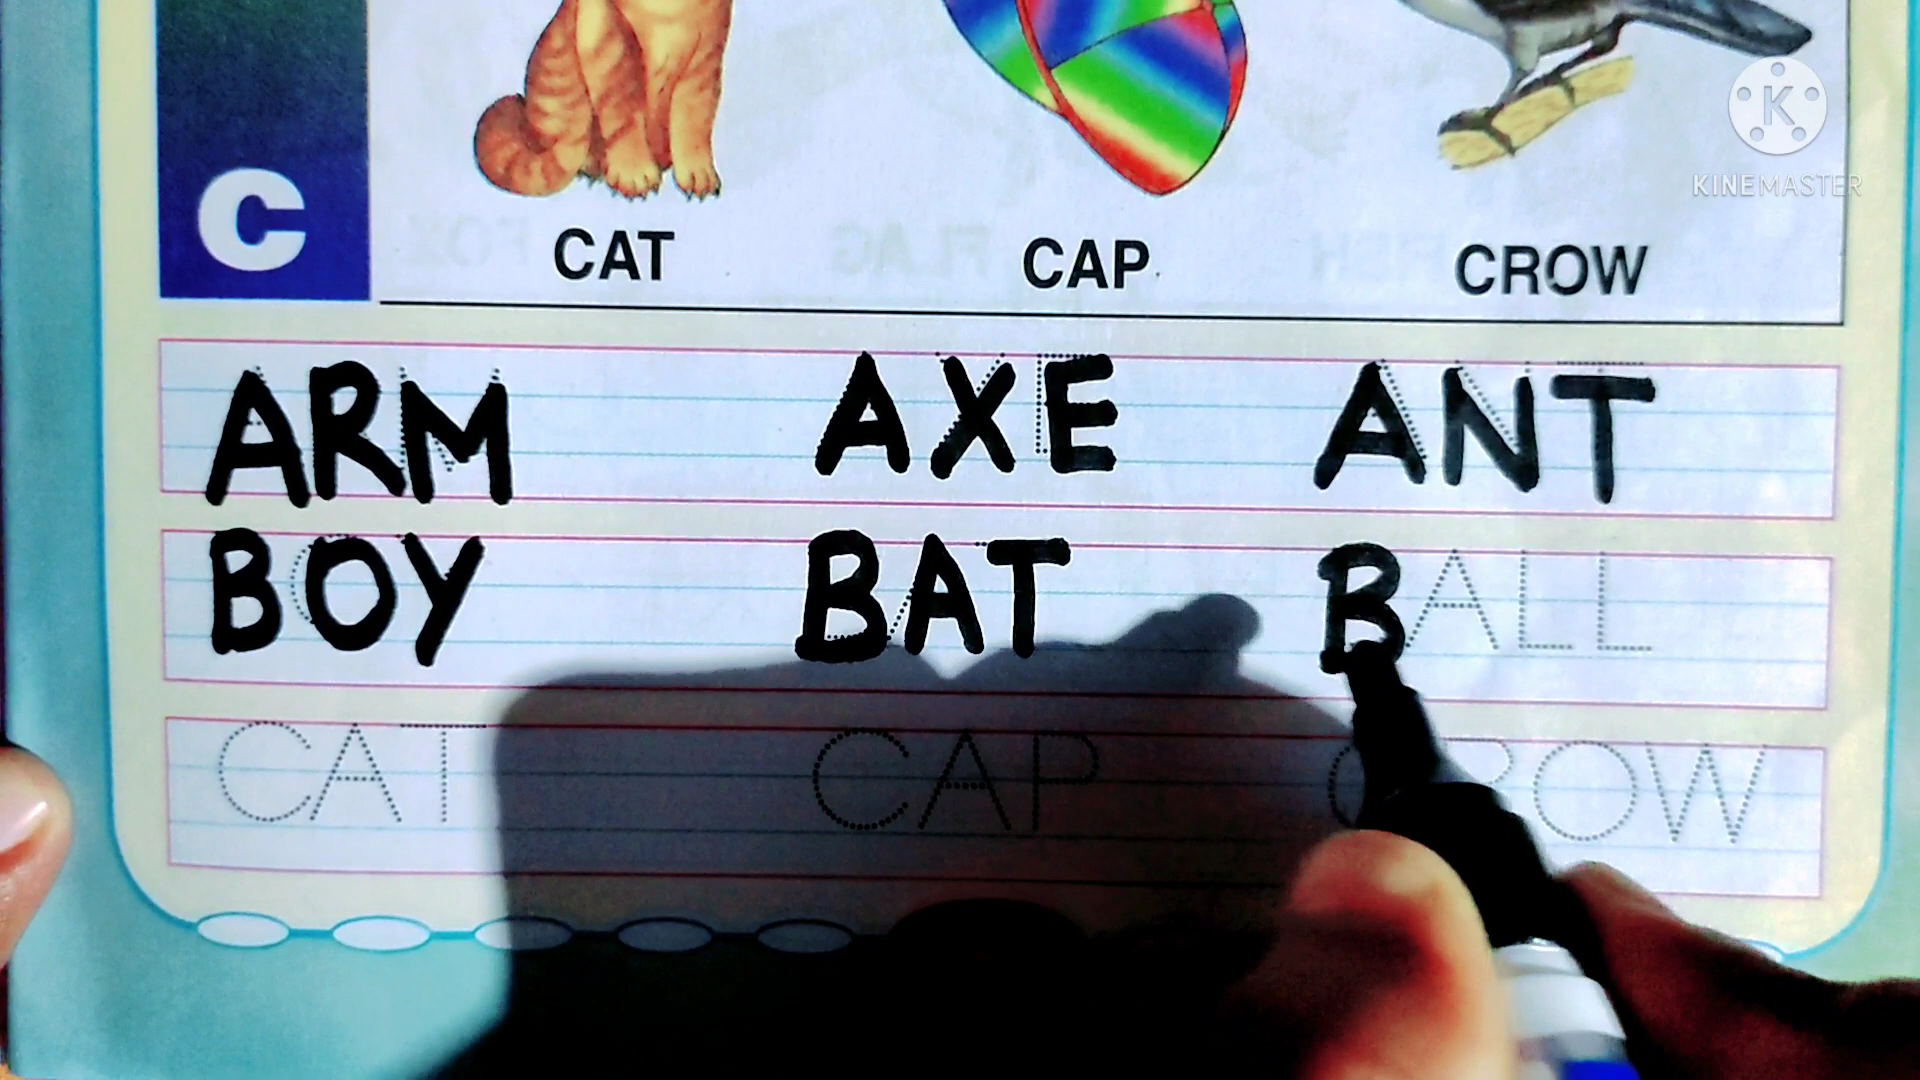 C
CAT CAP CROW
KINEMASTER
ARM AXE ANT
BOY BAT BALL
CAT CAP CROW